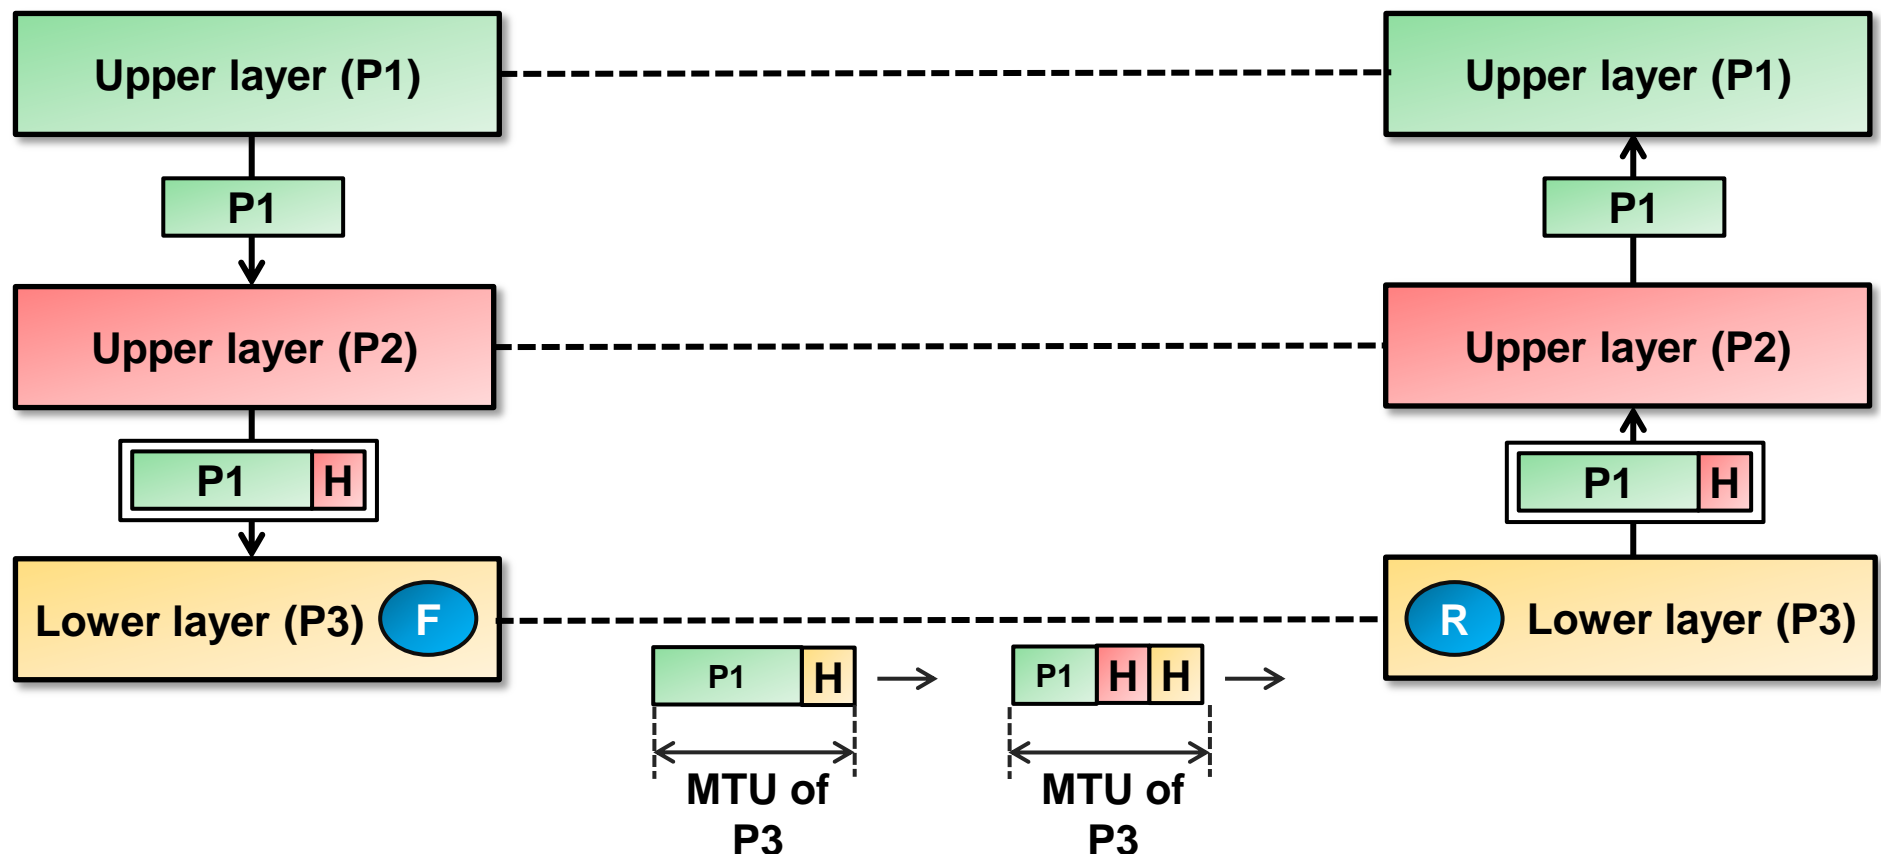 Upper layer (P1)
Upper layer (P1)
P1
P1
Upper layer (P2)
Upper layer (P2)
P1 H
P1 H
Lower layer (P3) F
R Lower layer (P3)
P1 H
P1 H H
MTU of
P3
MTU of
P3